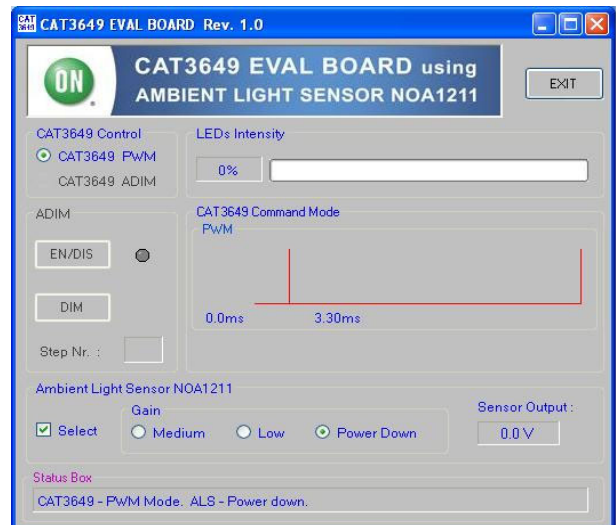 CAT 3649 CAT3649 EVAL BOARD Rev. 1.0
ON
CAT3649 EVAL BOARD using
AMBIENT LIGHT SENSOR NOA1211
EXIT
CAT3649 Control
CAT3649 PWM
CAT3649 ADIM
LEDs Intensity
0%
ADIM
EN/DIS
DIM
Step Nr. :
CAT3649 Command Mode
PWM
0.0ms 3.30ms
Ambient Light Sensor NOA1211
Select
Gain
Medium Low Power Down
Sensor Output :
0.0 V
Status Box
CAT3649 - PWM Mode. ALS - Power down.